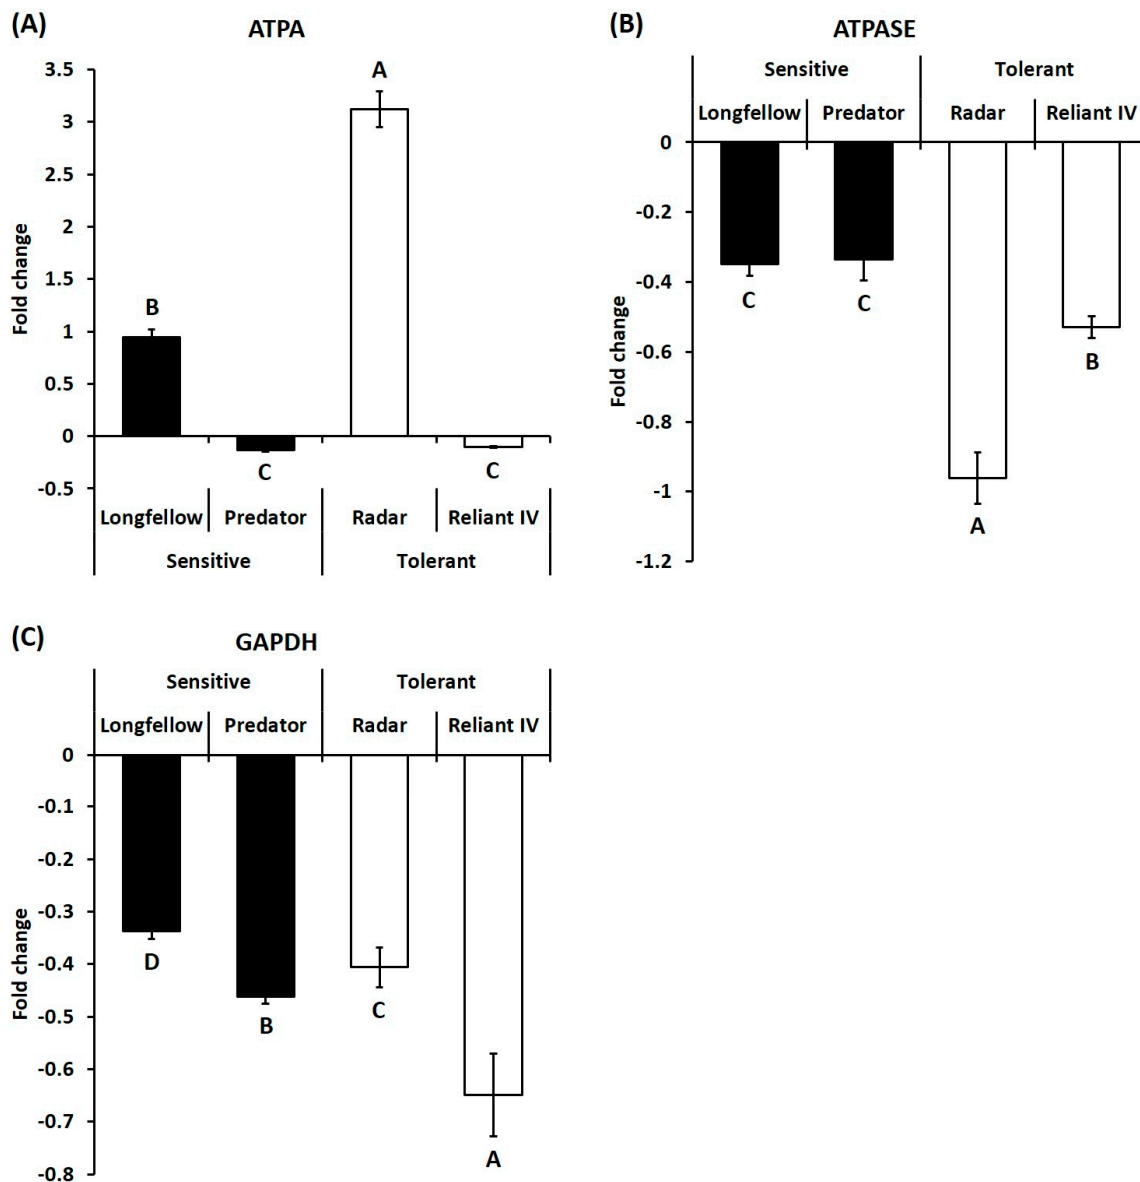 (A)
ATPA
3.5
3
2.5
2
1.5
1
0.5
0
-0.5
Fold change
A
B
C
C
Longfellow Predator Radar Reliant IV
Sensitive Tolerant
(B)
ATPASE
Sensitive Tolerant
Longfellow Predator Radar Reliant IV
0
-0.2
-0.4
-0.6
-0.8
-1
-1.2
Fold change
C C
B
A
(C)
GAPDH
Sensitive Tolerant
Longfellow Predator Radar Reliant IV
0
-0.1
-0.2
-0.3
-0.4
-0.5
-0.6
-0.7
-0.8
Fold change
D
B
C
A